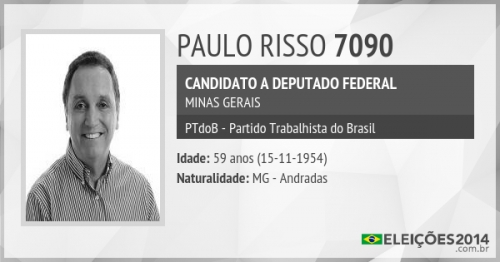 PAULO RISSO 7090
CANDIDATO A DEPUTADO FEDERAL
MINAS GERAIS
PTdoB - Partido Trabalhista do Brasil
Idade: 59 anos (15-11-1954)
Naturalidade: MG - Andradas
ELEIÇÕES2014
.com.br